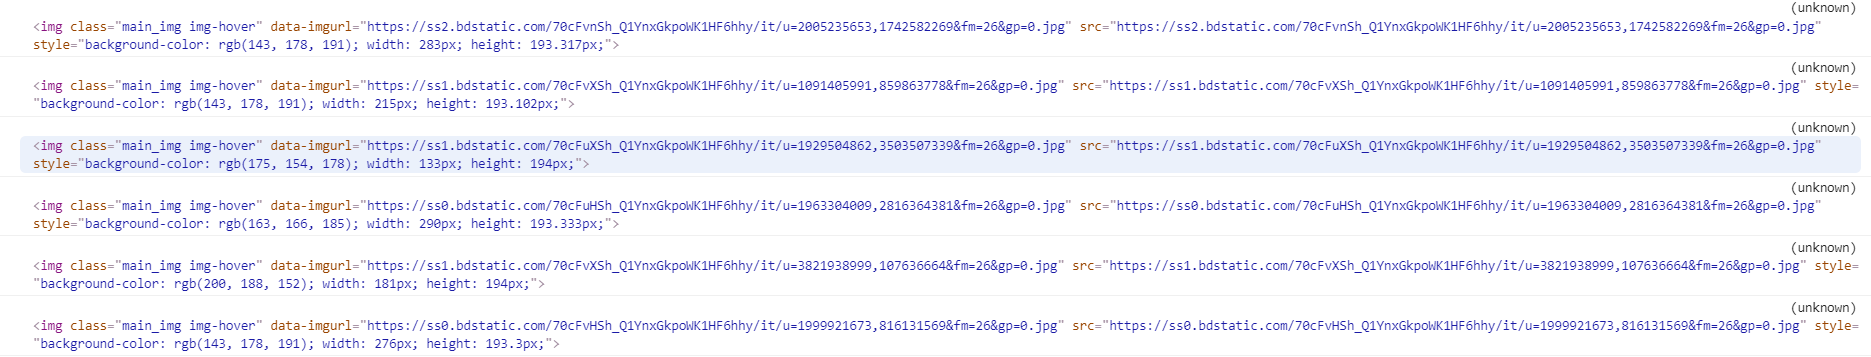 (unknown)
<img class="main_img img-hover" data-imgurl="https://ss2.bdstatic.com/70cFvnSh_Q1YnxGkpoWK1HF6hhy/it/u=2005235653,1742582269&fm=26&gp=0.jpg" src="https://ss2.bdstatic.com/70cFvnSh_Q1YnxGkpoWK1HF6hhy/it/u=2005235653,1742582269&fm=26&gp=0.jpg"
style="background-color: rgb(143, 178, 191); width: 283px; height: 193.317px;">
(unknown)
<img class="main_img img-hover" data-imgurl="https://ss1.bdstatic.com/70cFvXSh_Q1YnxGkpoWK1HF6hhy/it/u=1091405991,859863778&fm=26&gp=0.jpg" src="https://ss1.bdstatic.com/70cFvXSh_Q1YnxGkpoWK1HF6hhy/it/u=1091405991,859863778&fm=26&gp=0.jpg" style=
"background-color: rgb(143, 178, 191); width: 215px; height: 193.102px;">
(unknown)
<img class="main_img img-hover" data-imgurl="https://ss1.bdstatic.com/70cFuXSh_Q1YnxGkpoWK1HF6hhy/it/u=1929504862,3503507339&fm=26&gp=0.jpg" src="https://ss1.bdstatic.com/70cFuXSh_Q1YnxGkpoWK1HF6hhy/it/u=1929504862,3503507339&fm=26&gp=0.jpg"
style="background-color: rgb(175, 154, 178); width: 133px; height: 194px;">
(unknown)
<img class="main_img img-hover" data-imgurl="https://ss0.bdstatic.com/70cFuHSh_Q1YnxGkpoWK1HF6hhy/it/u=1963304009,2816364381&fm=26&gp=0.jpg" src="https://ss0.bdstatic.com/70cFuHSh_Q1YnxGkpoWK1HF6hhy/it/u=1963304009,2816364381&fm=26&gp=0.jpg"
style="background-color: rgb(163, 166, 185); width: 290px; height: 193.333px;">
(unknown)
<img class="main_img img-hover" data-imgurl="https://ss1.bdstatic.com/70cFvXSh_Q1YnxGkpoWK1HF6hhy/it/u=3821938999,107636664&fm=26&gp=0.jpg" src="https://ss1.bdstatic.com/70cFvXSh_Q1YnxGkpoWK1HF6hhy/it/u=3821938999,107636664&fm=26&gp=0.jpg" style=
"background-color: rgb(200, 188, 152); width: 181px; height: 194px;">
(unknown)
<img class="main_img img-hover" data-imgurl="https://ss0.bdstatic.com/70cFvHSh_Q1YnxGkpoWK1HF6hhy/it/u=1999921673,816131569&fm=26&gp=0.jpg" src="https://ss0.bdstatic.com/70cFvHSh_Q1YnxGkpoWK1HF6hhy/it/u=1999921673,816131569&fm=26&gp=0.jpg" style=
"background-color: rgb(143, 178, 191); width: 276px; height: 193.3px;">